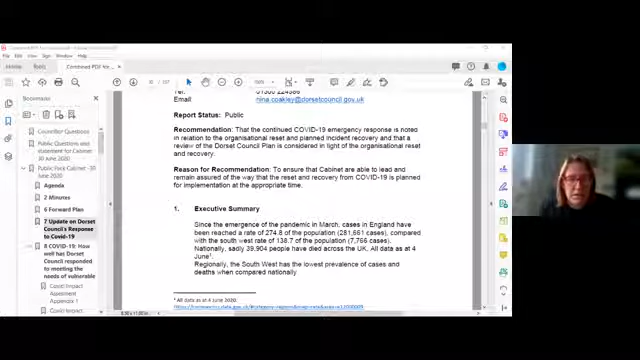 Home
Tools
Bookmarks
Councillor Questions
Public Questions and
statement for Cabinet
30 June 2020
Public Pack Cabinet
30 June 2020
Agenda
2 Minutes
6 Forward Plan
7 Update on Dorset
Council's Response
to Covid-19
8 COVID-19: How
well has Dorset
Council responded
to meeting the
needs of vulnerable
Covid Impact
Assessment
Appendix 1
Covid Impact
Email: nina.coakley@dorsetcouncil.gov.uk
Report Status: Public
Recommendation: That the continued COVID-19 emergency response is noted
in relation to the organisational reset and planned incident recovery and that a
review of the Dorset Council Plan is considered in light of the organisational reset
and recovery.
Reason for Recommendation: To ensure that Cabinet are able to lead and
remain assured of the way that the reset and recovery from COVID-19 is planned
for implementation at the appropriate time.
1. Executive Summary
Since the emergence of the pandemic in March, cases in England have
been reached a rate of 274.8 of the population (281,661 cases), compared
with the south west rate of 138.7 of the population (7,766 cases).
Nationally, sadly 39,904 people have died across the UK. All data as at 4
June¹.
Regionally, the South West has the lowest prevalence of cases and
deaths when compared nationally
¹ All data as at 4 June 2020.